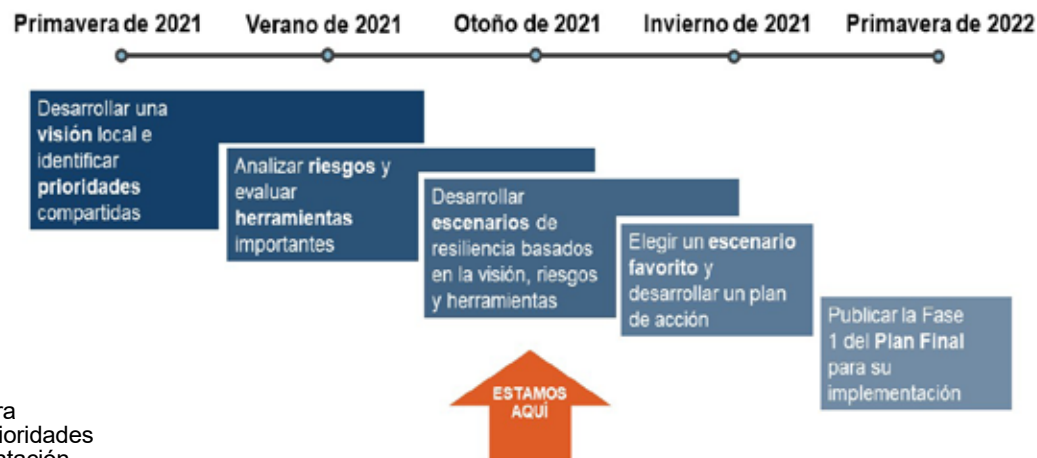 Primavera de 2021 Verano de 2021 Otoño de 2021 Invierno de 2021 Primavera de 2022
Desarrollar una
visión local e
identificar
prioridades
compartidas
Analizar riesgos y
evaluar
herramientas
importantes
Desarrollar
escenarios de
resiliencia basados
en la visión, riesgos
y herramientas
Elegir un escenario
favorito y
desarrollar un plan
de acción
Publicar la Fase
1 del Plan Final
para su
implementación
ESTAMOS
AQUÍ
ra
ioridades